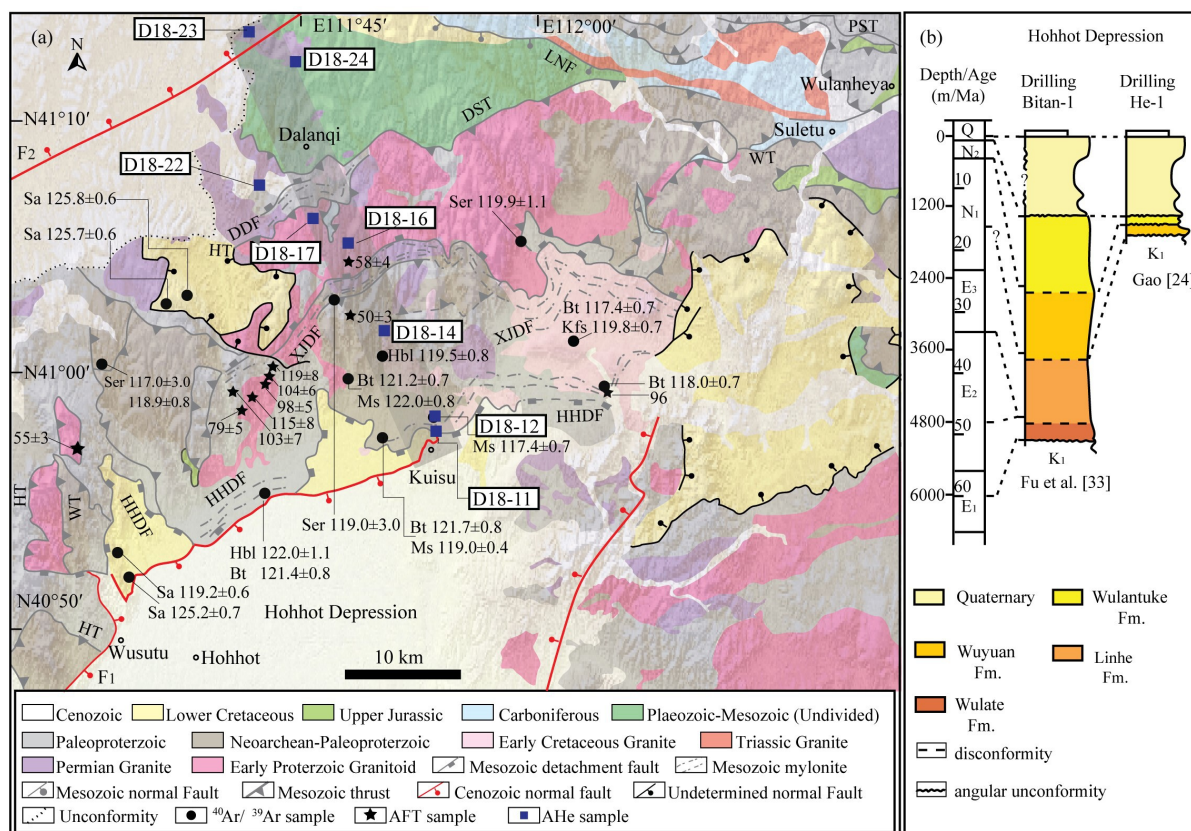 (a)
N
D18-23
D18-24
E111°45′
E112°00′
PST
LNF
Wulanheya
DST
Suletu
WT
N41°10′
Dalanqi
F2
D18-22
Sa 125.8±0.6
Sa 125.7±0.6
DDF
HT
D18-17
D18-16
58±4
Ser 119.9±1.1
50±3
D18-14
XJDF
Bt 117.4±0.7
Kfs 119.8±0.7
XJDF
Hbl 119.5±0.8
N41°00′
Ser 117.0±3.0
118.9±0.8
119±8
104±6
98±5
115±8
103±7
79±5
Bt 121.2±0.7
Ms 122.0±0.8
Bt 118.0±0.7
96
HHDF
D18-12
Ms 117.4±0.7
55±3
Kuisu
D18-11
HT
WT
HHDF
HHDF
Ser 119.0±3.0
Bt 121.7±0.8
Ms 119.0±0.4
Hbl 122.0±1.1
Bt 121.4±0.8
Sa 119.2±0.6
Sa 125.2±0.7
N40°50′
Hohhot Depression
HT
Wusutu
Hohhot
10 km
F1
Cenozoic
Lower Cretaceous
Upper Jurassic
Carboniferous
Plaeozoic-Mesozoic (Undivided)
Paleoproterzoic
Neoarchean-Paleoproterzoic
Early Cretaceous Granite
Triassic Granite
Permian Granite
Early Proterzoic Granitoid
Mesozoic detachment fault
Mesozoic mylonite
Mesozoic normal Fault
Mesozoic thrust
Cenozoic normal fault
Undetermined normal Fault
Unconformity
⁴⁰Ar/ ³⁹Ar sample
AFT sample
AHe sample
(b)
Hohhot Depression
Depth/Age
(m/Ma)
Drilling
Bitan-1
Drilling
He-1
0
Q
N2
?
10
1200
N1
20
?
K1
Gao [24]
2400
E3
30
3600
40
E2
4800
50
K1
Fu et al. [33]
60
6000
E1
Quaternary
Wulantuke
Fm.
Wuyuan
Fm.
Linhe
Fm.
Wulate
Fm.
disconformity
angular unconformity